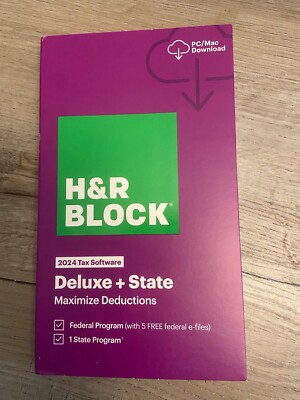 PC/Mac
Download
H&R
BLOCK®
2024 Tax Software
Deluxe + State
Maximize Deductions
Federal Program (with 5 FREE federal e-files)
1 State Program¹